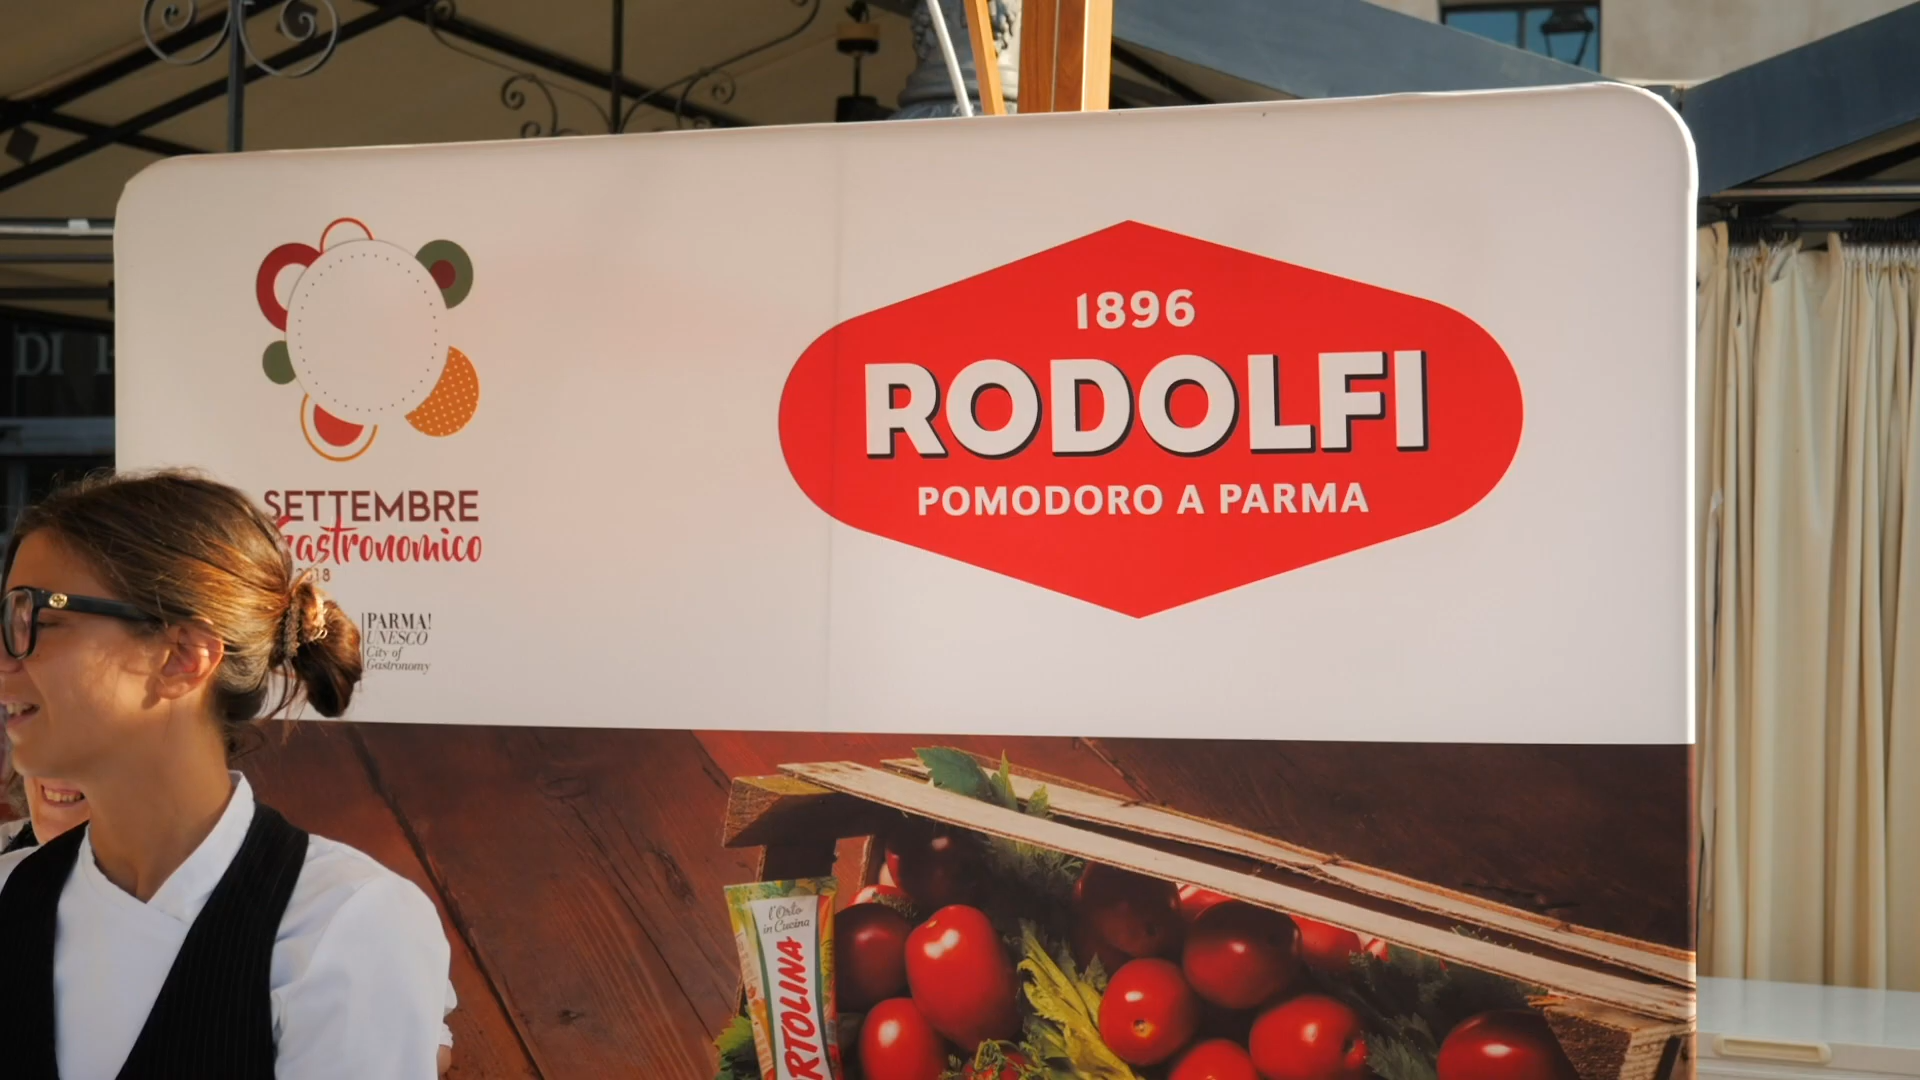 DI
SETTEMBRE
Gastronomico
2018
PARMA!
UNESCO
City of
Gastronomy
1896
RODOLFI
POMODORO A PARMA
l'Orto
in Cucina
RTOLINA